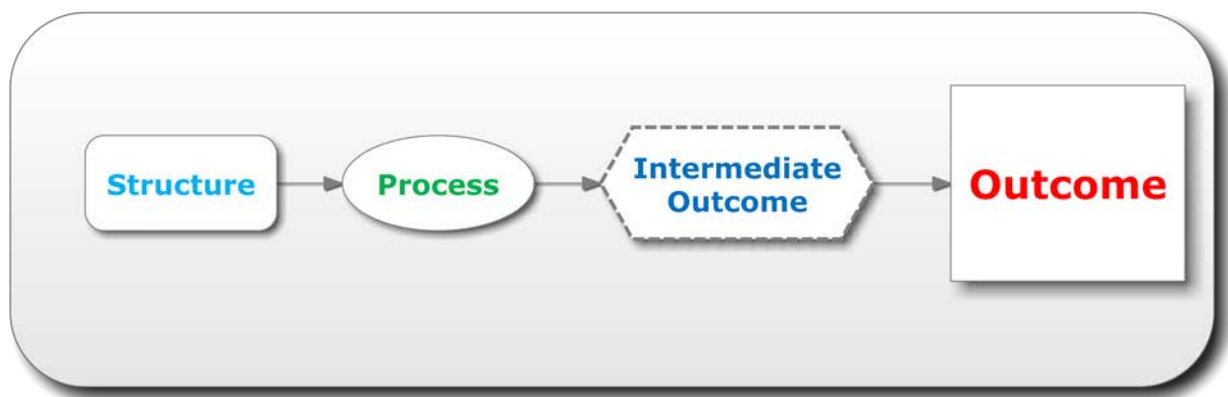 Structure
Process
Intermediate
Outcome
Outcome